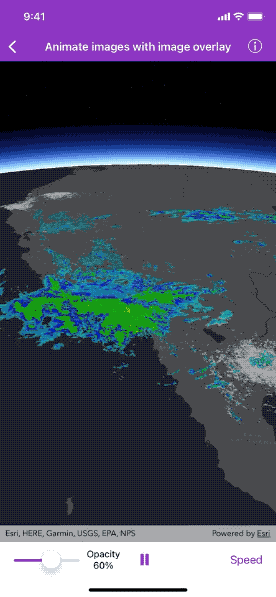 9:41
Animate images with image overlay
Esri, HERE, Garmin, USGS, EPA, NPS
Powered by Esri
Opacity
60%
Speed